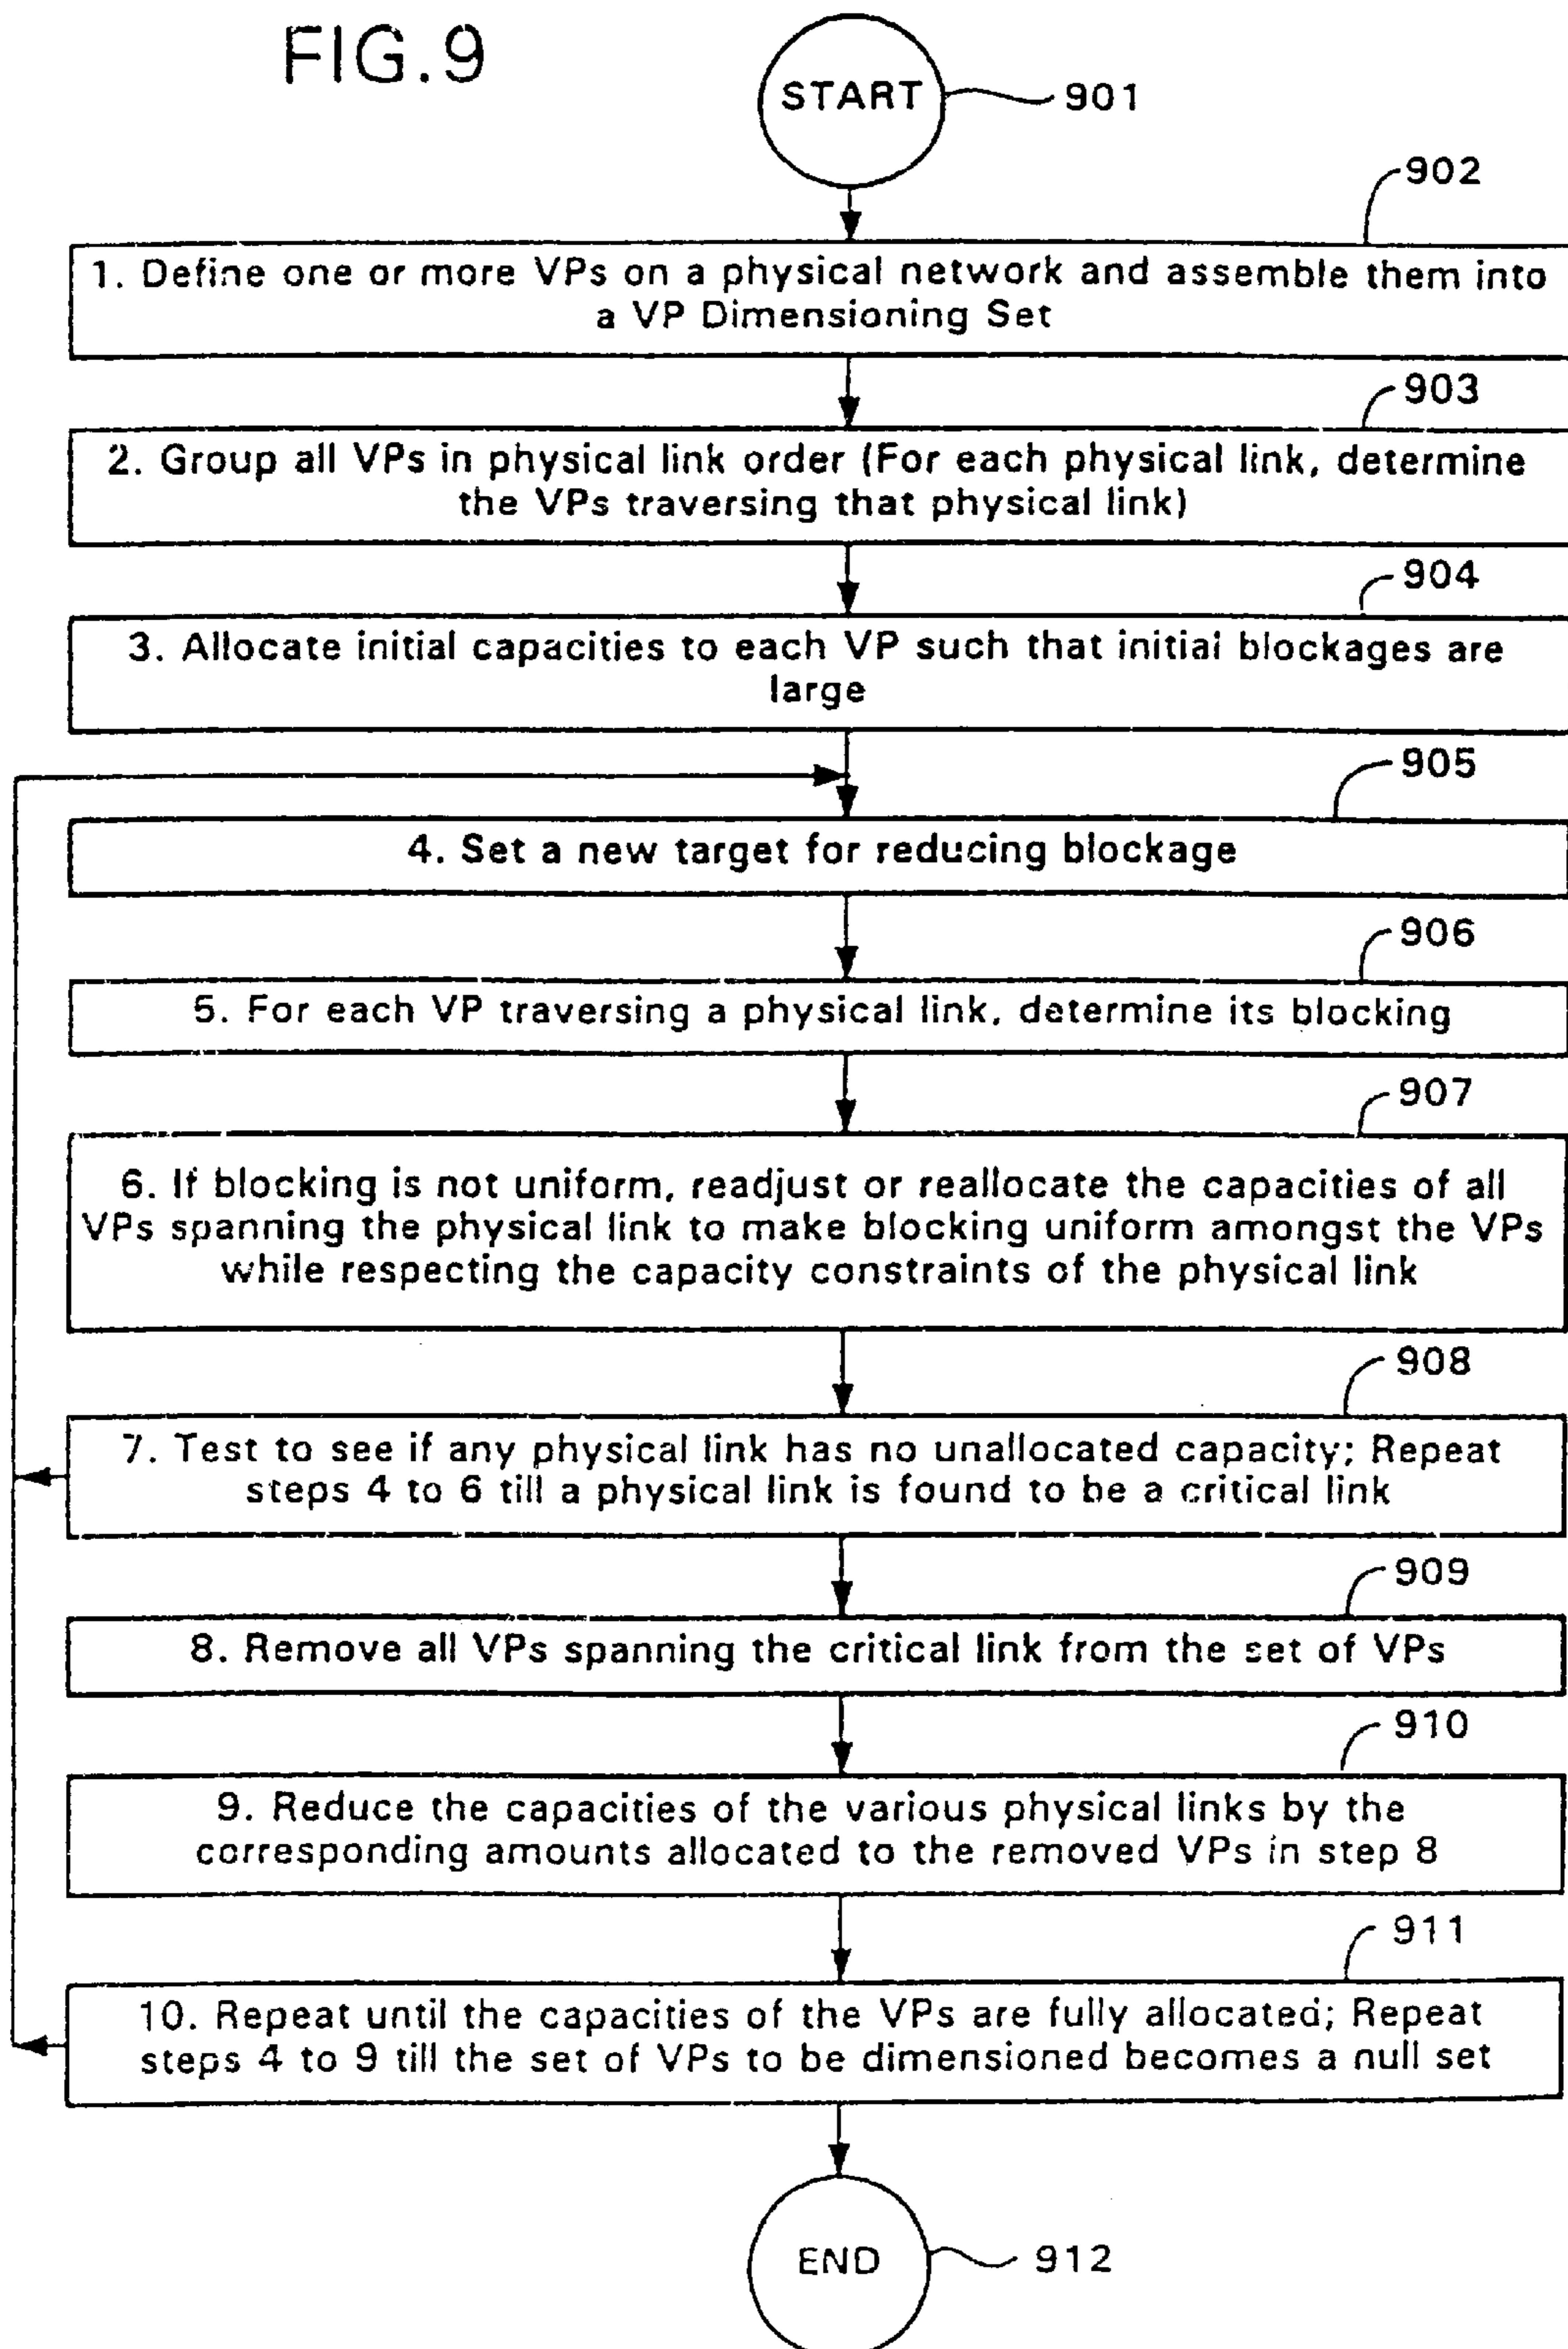 FIG.9
START
901
902
1. Define one or more VPs on a physical network and assemble them into
a VP Dimensioning Set
903
2. Group all VPs in physical link order (For each physical link, determine
the VPs traversing that physical link)
904
3. Allocate initial capacities to each VP such that initial blockages are
large
905
4. Set a new target for reducing blockage
906
5. For each VP traversing a physical link, determine its blocking
907
6. If blocking is not uniform, readjust or reallocate the capacities of all
VPs spanning the physical link to make blocking uniform amongst the VPs
while respecting the capacity constraints of the physical link
908
7. Test to see if any physical link has no unallocated capacity; Repeat
steps 4 to 6 till a physical link is found to be a critical link
909
8. Remove all VPs spanning the critical link from the set of VPs
910
9. Reduce the capacities of the various physical links by the
corresponding amounts allocated to the removed VPs in step 8
911
10. Repeat until the capacities of the VPs are fully allocated; Repeat
steps 4 to 9 till the set of VPs to be dimensioned becomes a null set
END
912